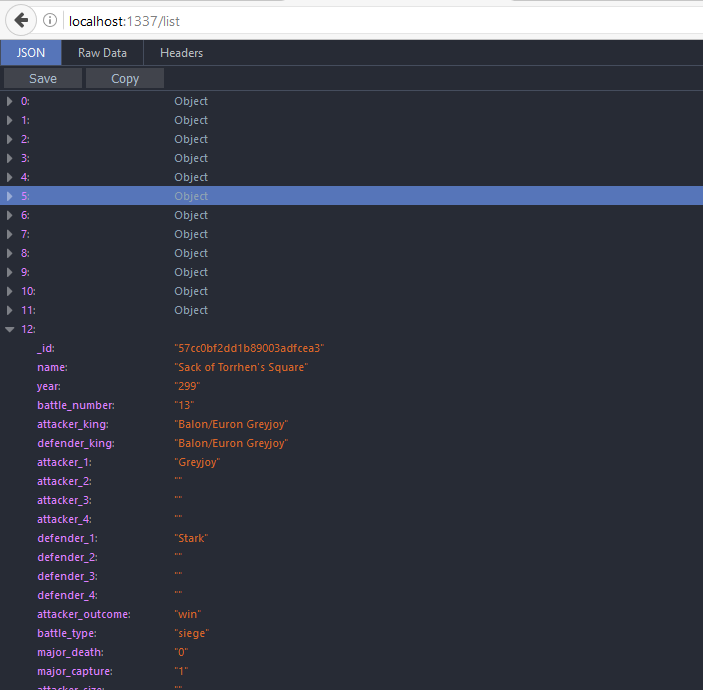 localhost:1337/list
JSON Raw Data Headers
Save Copy
0: Object
1: Object
2: Object
3: Object
4: Object
5: Object
6: Object
7: Object
8: Object
9: Object
10: Object
11: Object
12:
_id: "57cc0bf2dd1b89003adfcea3"
name: "Sack of Torrhen's Square"
year: "299"
battle_number: "13"
attacker_king: "Balon/Euron Greyjoy"
defender_king: "Balon/Euron Greyjoy"
attacker_1: "Greyjoy"
attacker_2: ""
attacker_3: ""
attacker_4: ""
defender_1: "Stark"
defender_2: ""
defender_3: ""
defender_4: ""
attacker_outcome: "win"
battle_type: "siege"
major_death: "0"
major_capture: "1"
attacker_size: ""